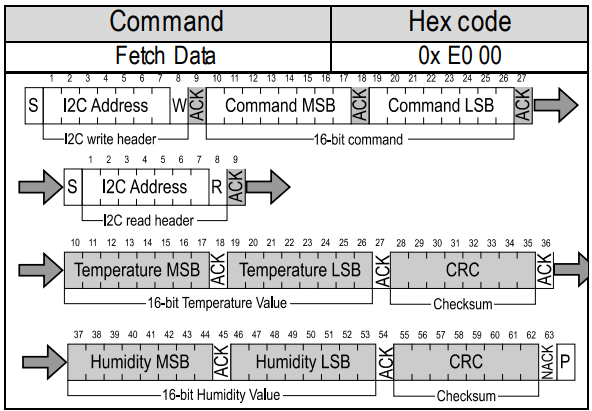 Command Hex code
Fetch Data 0x E0 00
1 2 3 4 5 6 7 8 9 10 11 12 13 14 15 16 17 18 19 20 21 22 23 24 25 26 27
S I2C Address W ACK Command MSB ACK Command LSB ACK
I2C write header 16-bit command
1 2 3 4 5 6 7 8 9
S I2C Address R ACK
I2C read header
10 11 12 13 14 15 16 17 18 19 20 21 22 23 24 25 26 27 28 29 30 31 32 33 34 35 36
Temperature MSB ACK Temperature LSB ACK CRC ACK
16-bit Temperature Value Checksum
37 38 39 40 41 42 43 44 45 46 47 48 49 50 51 52 53 54 55 56 57 58 59 60 61 62 63
Humidity MSB ACK Humidity LSB ACK CRC NACK P
16-bit Humidity Value Checksum